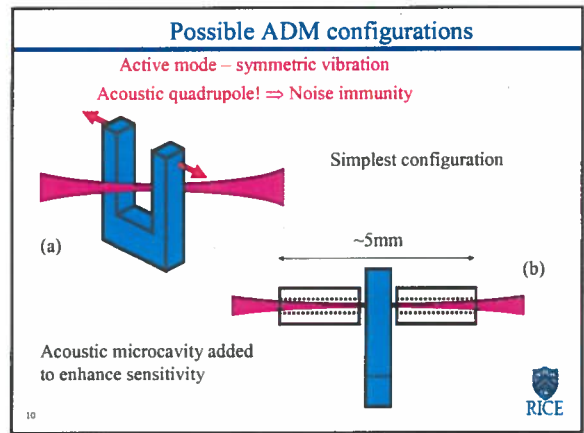 Possible ADM configurations
Active mode – symmetric vibration
Acoustic quadrupole! ⇒ Noise immunity
Simplest configuration
(a)
~5mm
(b)
Acoustic microcavity added
to enhance sensitivity
10
RICE